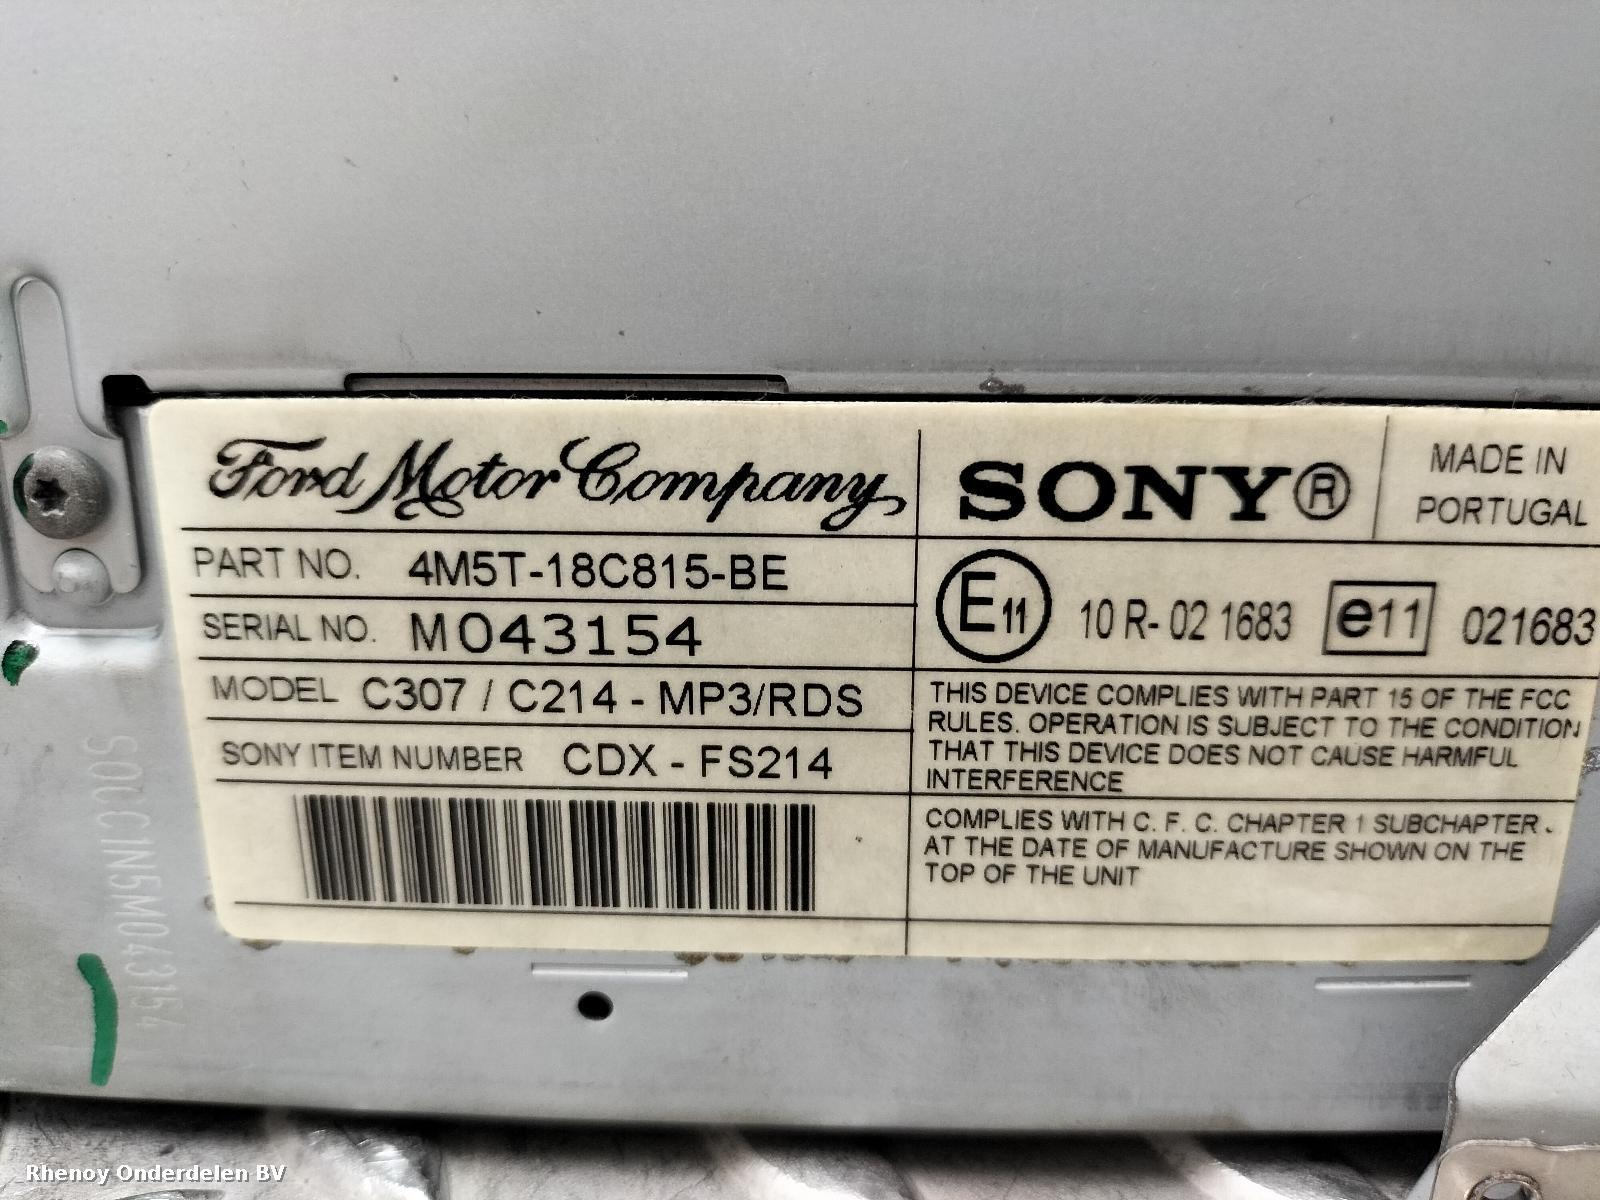 Ford Motor Company
SONY®
MADE IN
PORTUGAL
PART NO. 4M5T-18C815-BE
SERIAL NO. M043154
MODEL C307 / C214 - MP3/RDS
SONY ITEM NUMBER CDX - FS214
E11 10 R- 02 1683 e11 021683
THIS DEVICE COMPLIES WITH PART 15 OF THE FCC
RULES. OPERATION IS SUBJECT TO THE CONDITION
THAT THIS DEVICE DOES NOT CAUSE HARMFUL
INTERFERENCE
COMPLIES WITH C. F. C. CHAPTER 1 SUBCHAPTER
AT THE DATE OF MANUFACTURE SHOWN ON THE
TOP OF THE UNIT
Rhenoy Onderdelen BV